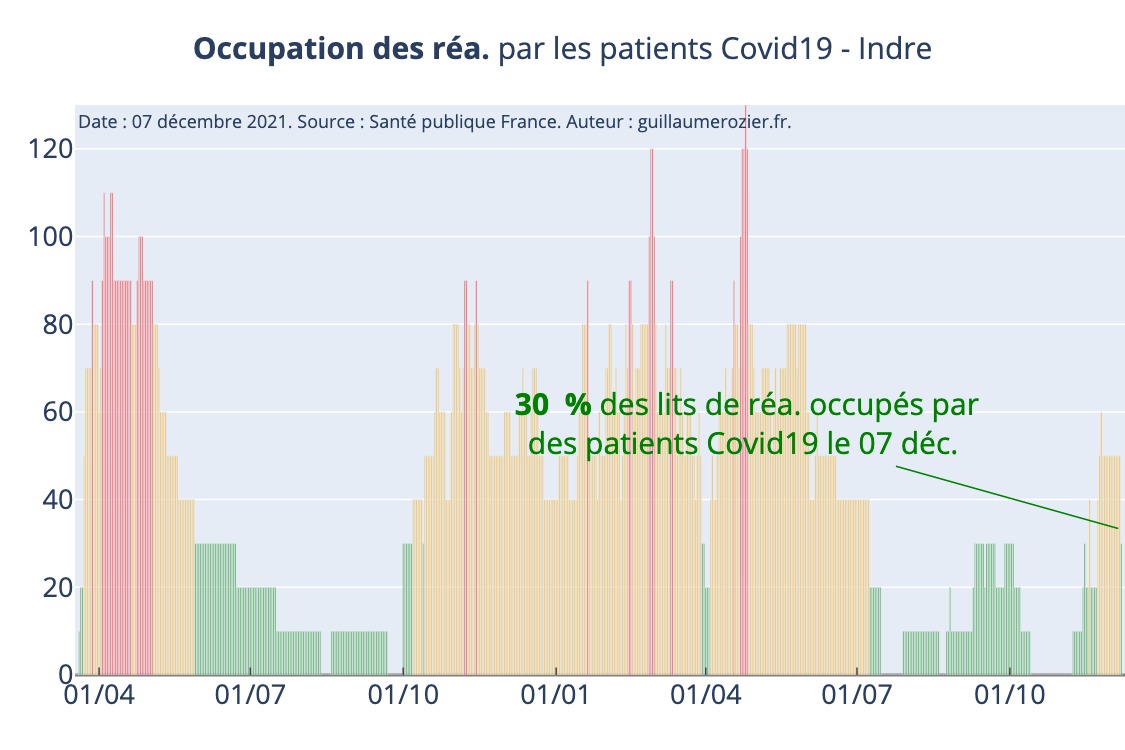 Occupation des réa. par les patients Covid19 - Indre
Date : 07 décembre 2021. Source : Santé publique France. Auteur : guillaumerozier.fr.
120
100
80
60
40
20
0
30  % des lits de réa. occupés par
des patients Covid19 le 07 déc.
01/04 01/07 01/10 01/01 01/04 01/07 01/10